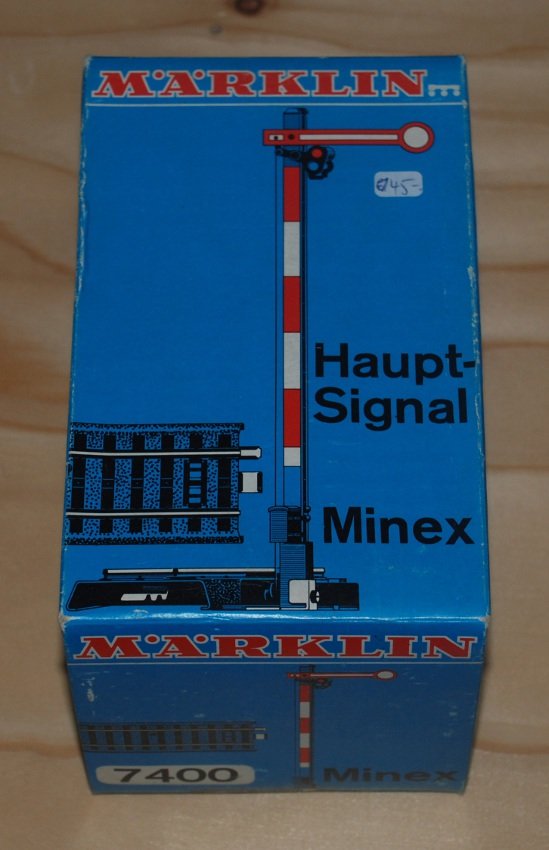 MÄRKLIN
45.-
Haupt-
Signal
Minex
MÄRKLIN
7400
Minex